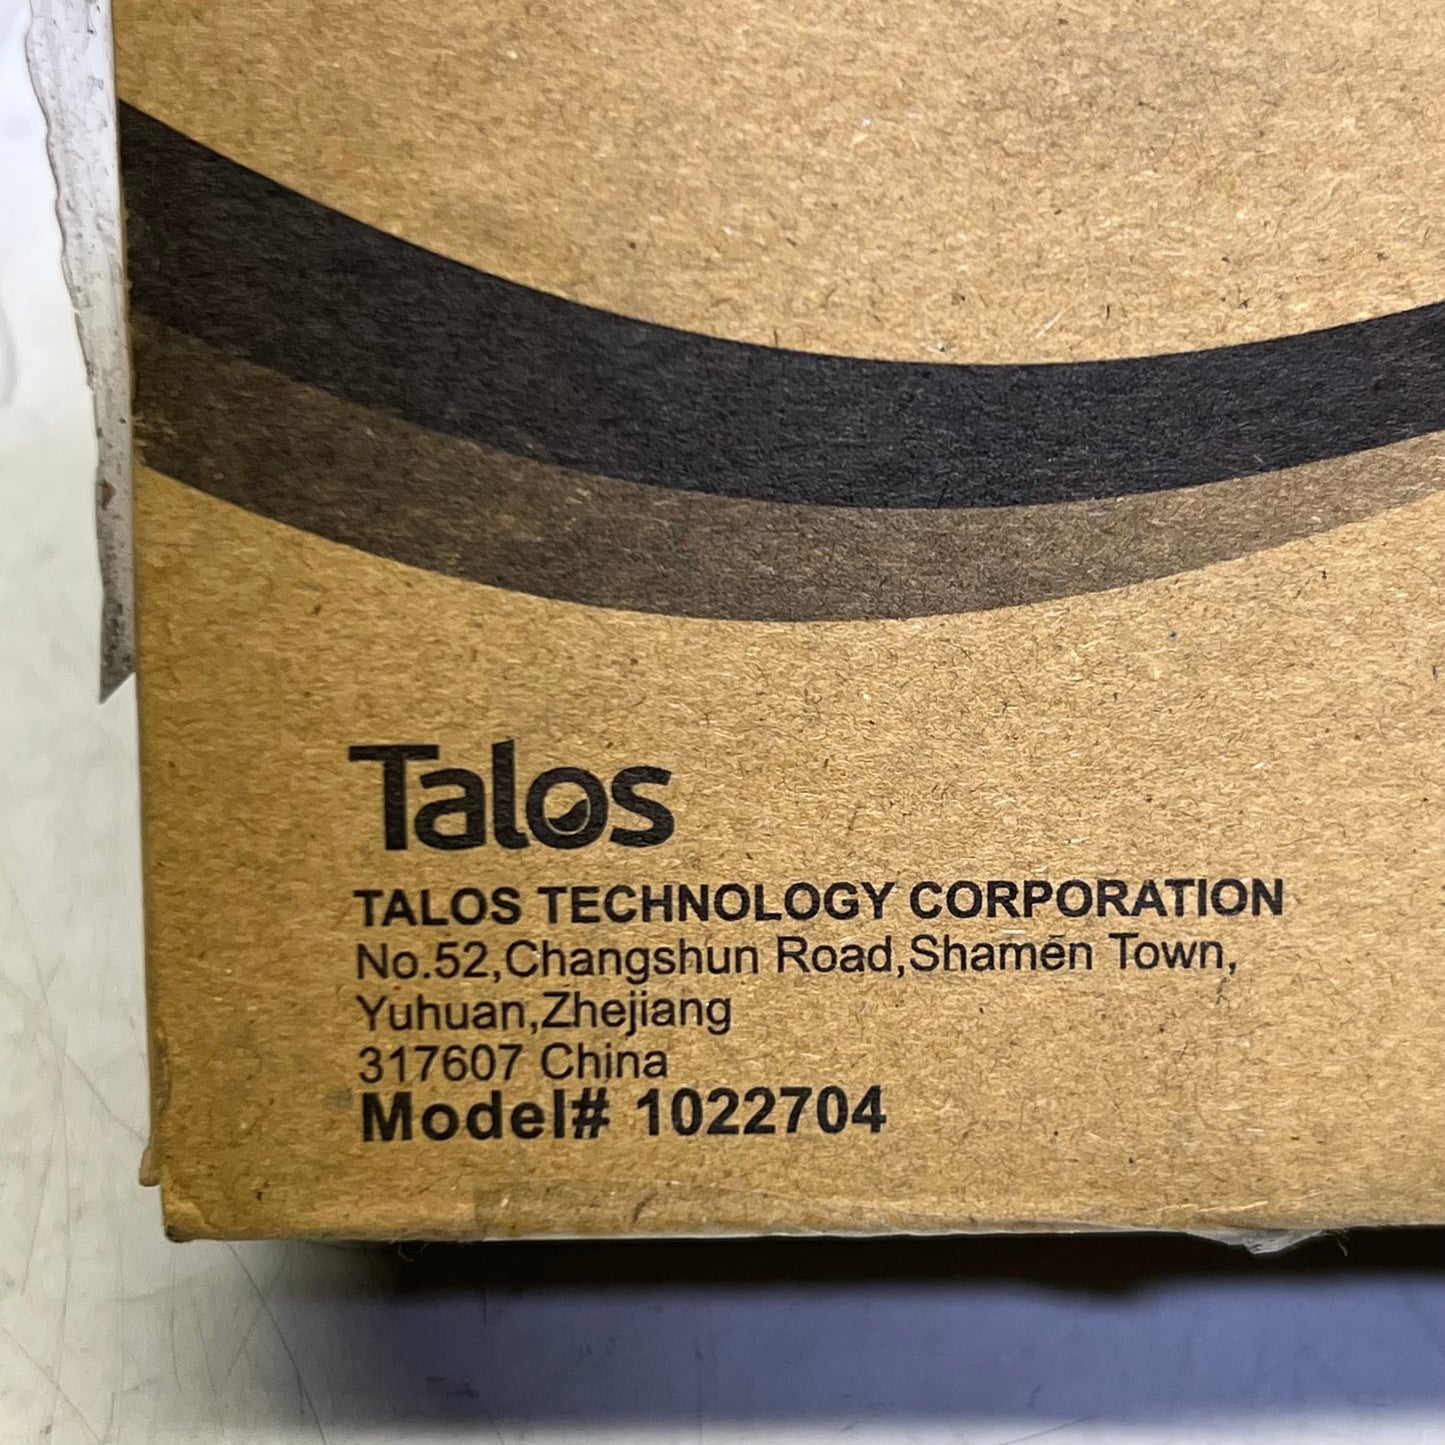 Talos
TALOS TECHNOLOGY CORPORATION
No.52,Changshun Road,Shamen Town,
Yuhuan,Zhejiang
317607 China
Model# 1022704